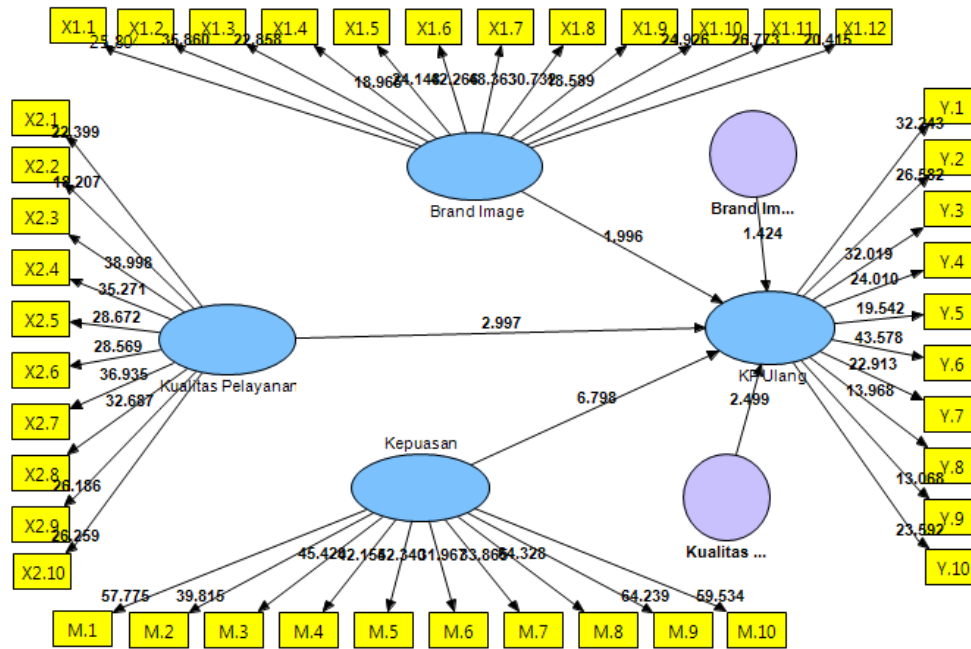 X1.1
X1.2
X1.3
X1.4
X1.5
X1.6
X1.7
X1.8
X1.9
X1.10
X1.11
X1.12
35.860
22.858
48.363
30.732
18.589
24.926
26.773
20.415
Brand Image
X2.1
X2.2
X2.3
X2.4
X2.5
X2.6
X2.7
X2.8
X2.9
X2.10
22.399
18.207
38.998
35.271
28.672
28.569
36.935
32.687
26.186
26.259
Kualitas Pelayanan
1.996
2.997
6.798
Brand Im...
1.424
KP Ulang
2.499
Kualitas ...
Y.1
Y.2
Y.3
Y.4
Y.5
Y.6
Y.7
Y.8
Y.9
Y.10
32.243
26.582
32.019
24.010
19.542
43.578
22.913
13.968
13.068
23.592
Kepuasan
57.775
39.815
64.239
59.534
M.1
M.2
M.3
M.4
M.5
M.6
M.7
M.8
M.9
M.10